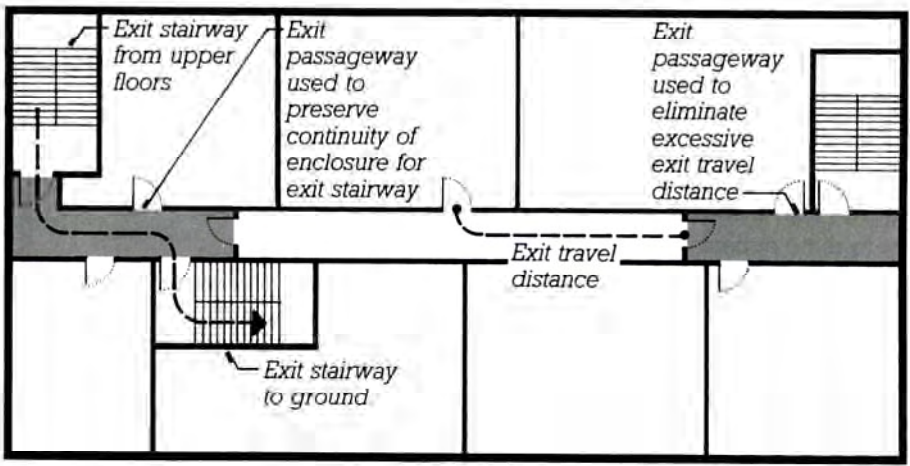 Exit stairway
from upper
floors
Exit
passageway
used to
preserve
continuity of
enclosure for
exit stairway
Exit
passageway
used to
eliminate
excessive
exit travel
distance
Exit travel
distance
Exit stairway
to ground